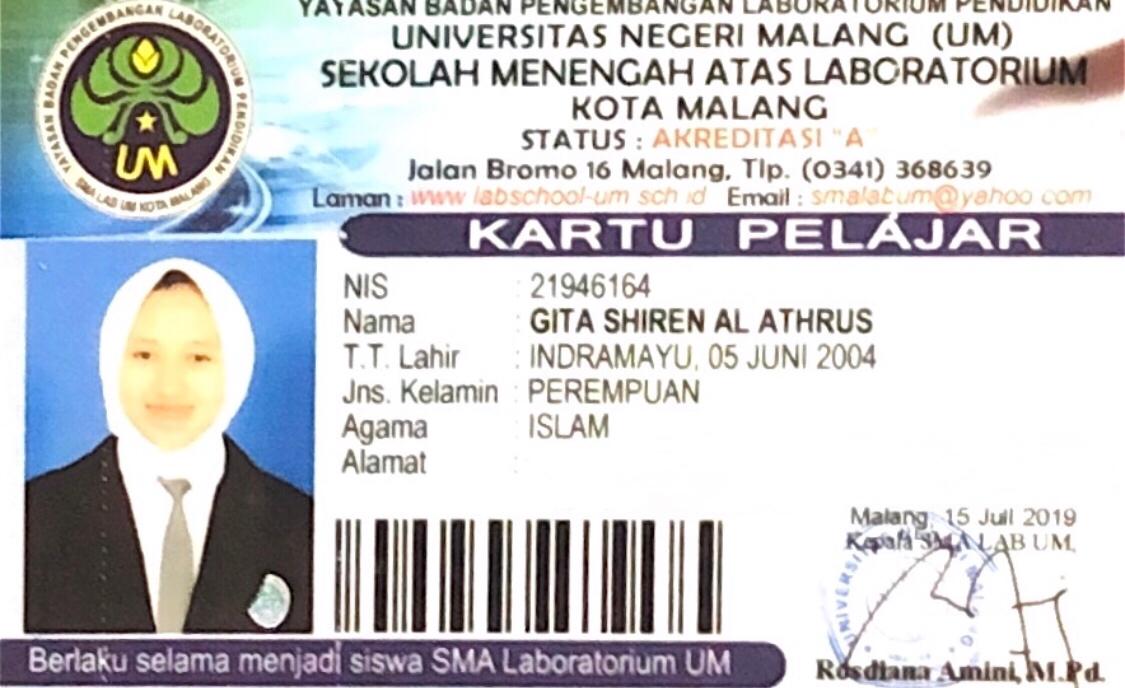 YAYASAN BADAN PENGEMBANGAN LABORATORIUM PENDIDIKAN
UNIVERSITAS NEGERI MALANG (UM)
SEKOLAH MENENGAH ATAS LABORATORIUM
KOTA MALANG
STATUS : AKREDITASI "A"
Jalan Bromo 16 Malang, Tlp. (0341) 368639
Laman : www labschool-um sch id Email : smalabum@yahoo com
YAYASAN BADAN PENGEMBANGAN LABORATORIUM PENDIDIKAN
UM
SMA LAB UM KOTA MALANG
KARTU PELAJAR
NIS : 21946164
Nama : GITA SHIREN AL ATHRUS
T.T. Lahir : INDRAMAYU, 05 JUNI 2004
Jns. Kelamin : PEREMPUAN
Agama : ISLAM
Alamat :
Malang, 15 Juli 2019
Kepala SMA LAB UM,
Rosdiana Amini, M.Pd.
Berlaku selama menjadi siswa SMA Laboratorium UM